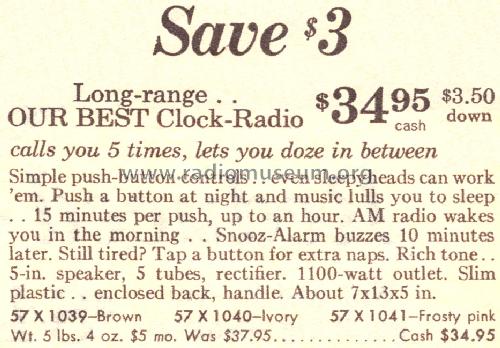 Save $3
Long-range . .
OUR BEST Clock-Radio $34.95 cash $3.50 down
calls you 5 times, lets you doze in between
Simple push-button controls . . even sleepyheads can work
'em. Push a button at night and music lulls you to sleep
. . 15 minutes per push, up to an hour. AM radio wakes
you in the morning . . Snooz-Alarm buzzes 10 minutes
later. Still tired? Tap a button for extra naps. Rich tone . .
5-in. speaker, 5 tubes, rectifier. 1100-watt outlet. Slim
plastic . . enclosed back, handle. About 7x13x5 in.
57 X 1039–Brown 57 X 1040–Ivory 57 X 1041–Frosty pink
Wt. 5 lbs. 4 oz. $5 mo. Was $37.95. . . . . . . . . . . . . . Cash $34.95
www.radiomuseum.org